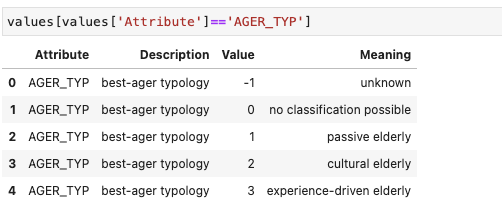 values[values['Attribute']=='AGER_TYP']
Attribute Description Value Meaning
0 AGER_TYP best-ager typology -1 unknown
1 AGER_TYP best-ager typology 0 no classification possible
2 AGER_TYP best-ager typology 1 passive elderly
3 AGER_TYP best-ager typology 2 cultural elderly
4 AGER_TYP best-ager typology 3 experience-driven elderly